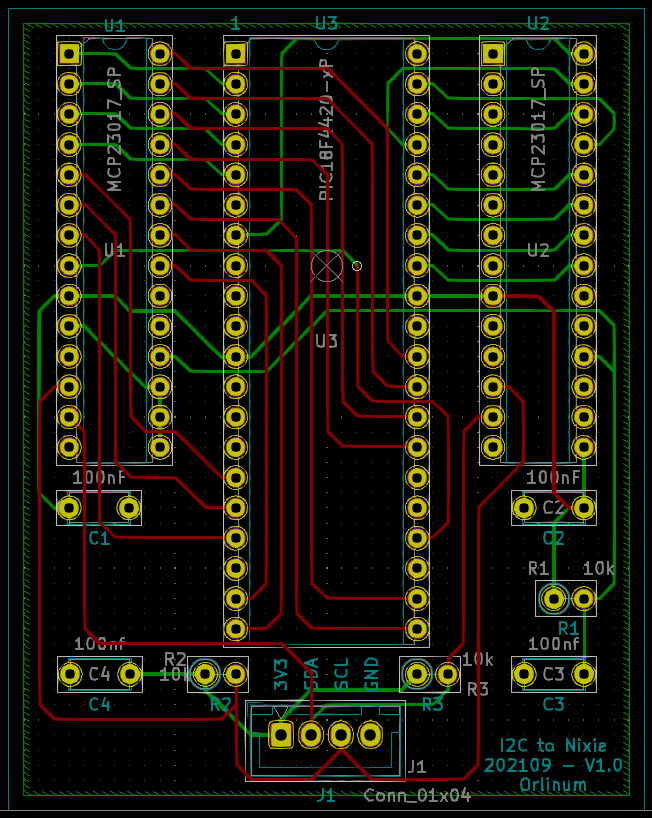 U1
1
U3
U2
MCP23017_SP
PIC18F4420-xP
MCP23017_SP
U1
U2
U3
100nF
100nF
C2
C1
C2
R1
10k
R1
100nf
100nf
R2
10k
10k
C4
C3
R3
3V3
SDA
SCL
GND
C4
R2
R3
C3
J1
I2C to Nixie
202109 – V1.0
Orlinum
J1
Conn_01x04